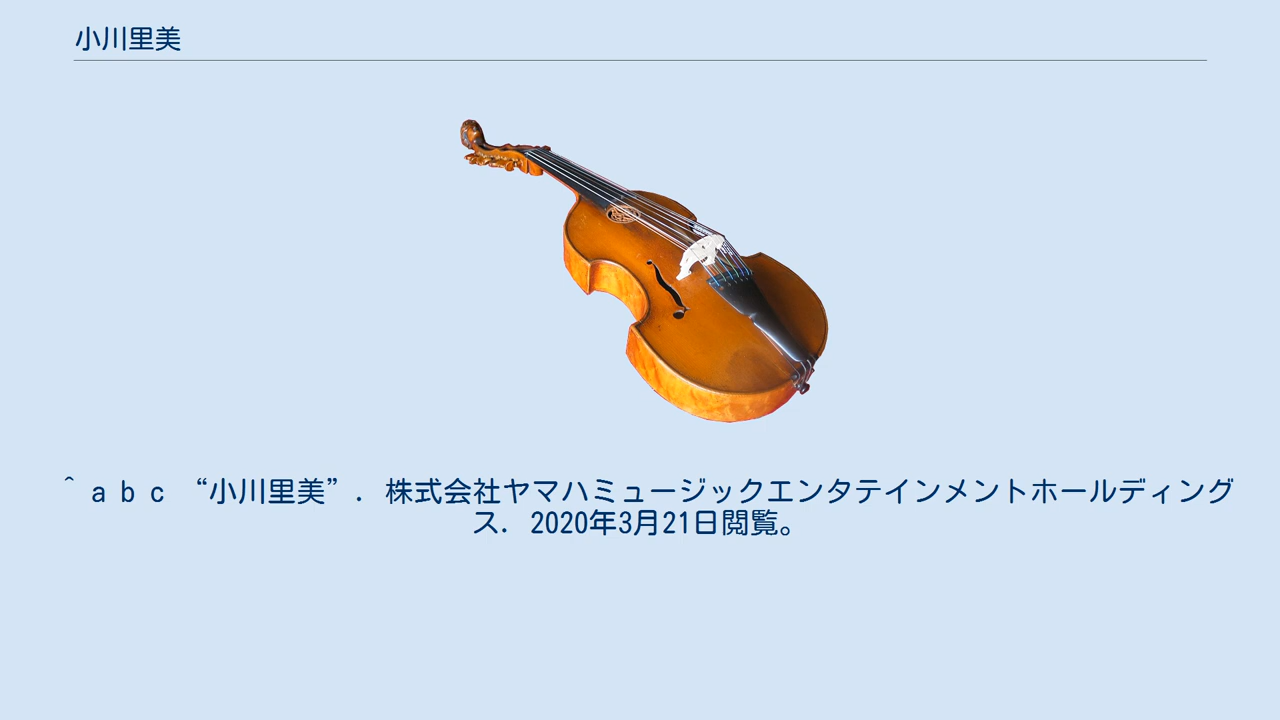 小川里美
^ a b c “小川里美”. 株式会社ヤマハミュージックエンタテインメントホールディング
ス. 2020年3月21日閲覧。